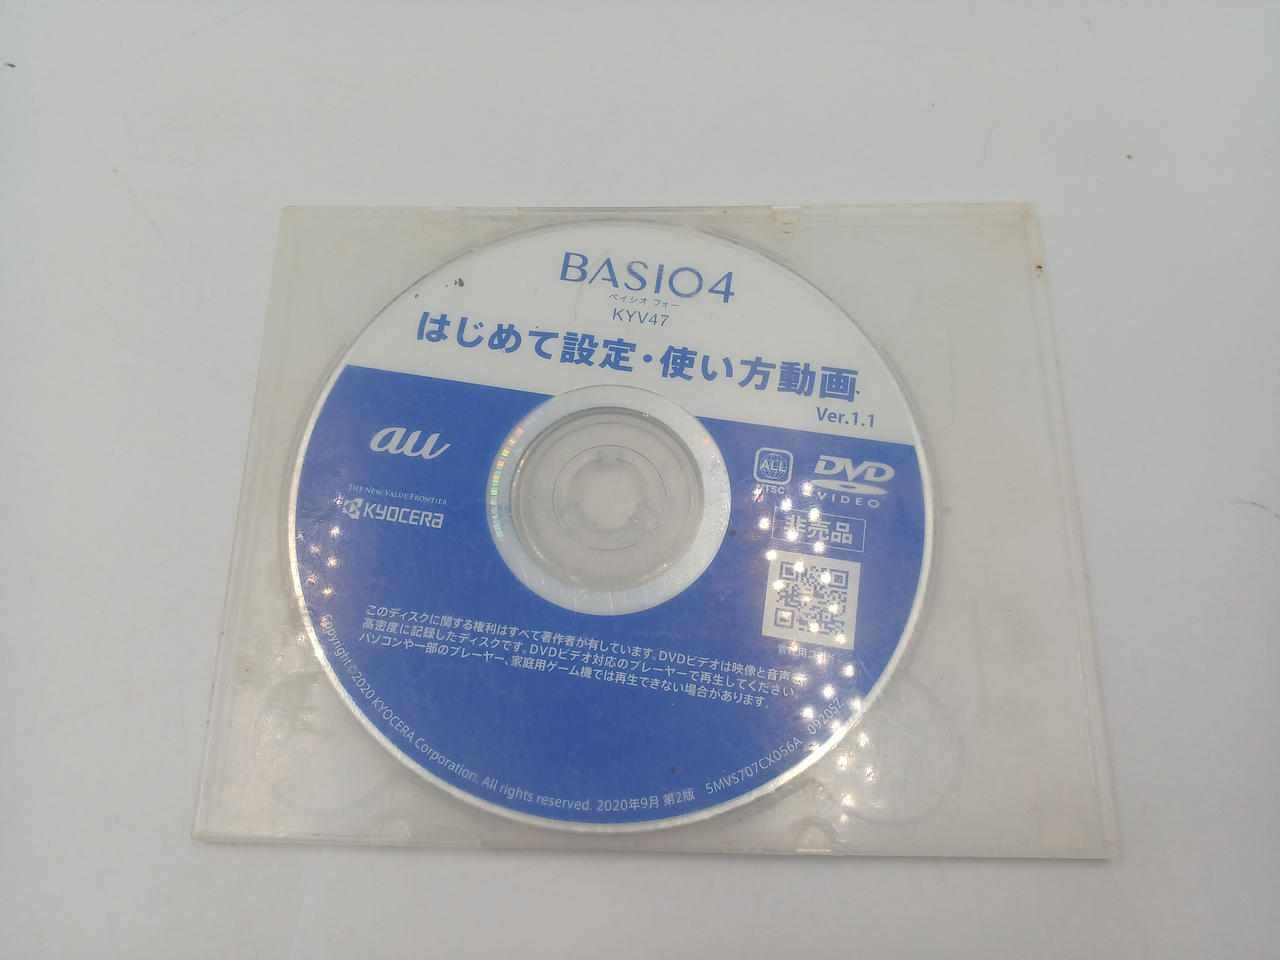 BASIO4
ベイシオ フォー
KYV47
はじめて設定・使い方動画
Ver.1.1
au
THE NEW VALUE FRONTIER
KYOCERA
ALL
NTSC
DVD
VIDEO
非売品
管理用コード
このディスクに関する権利はすべて著作者が有しています。DVDビデオは映像と音声を
高密度に記録したディスクです。DVDビデオ対応のプレーヤーで再生してください。
パソコンや一部のプレーヤー、家庭用ゲーム機では再生できない場合があります。
Copyright©2020 KYOCERA Corporation. All rights reserved. 2020年9月 第2版 5MVS707CX056A 0920SZ